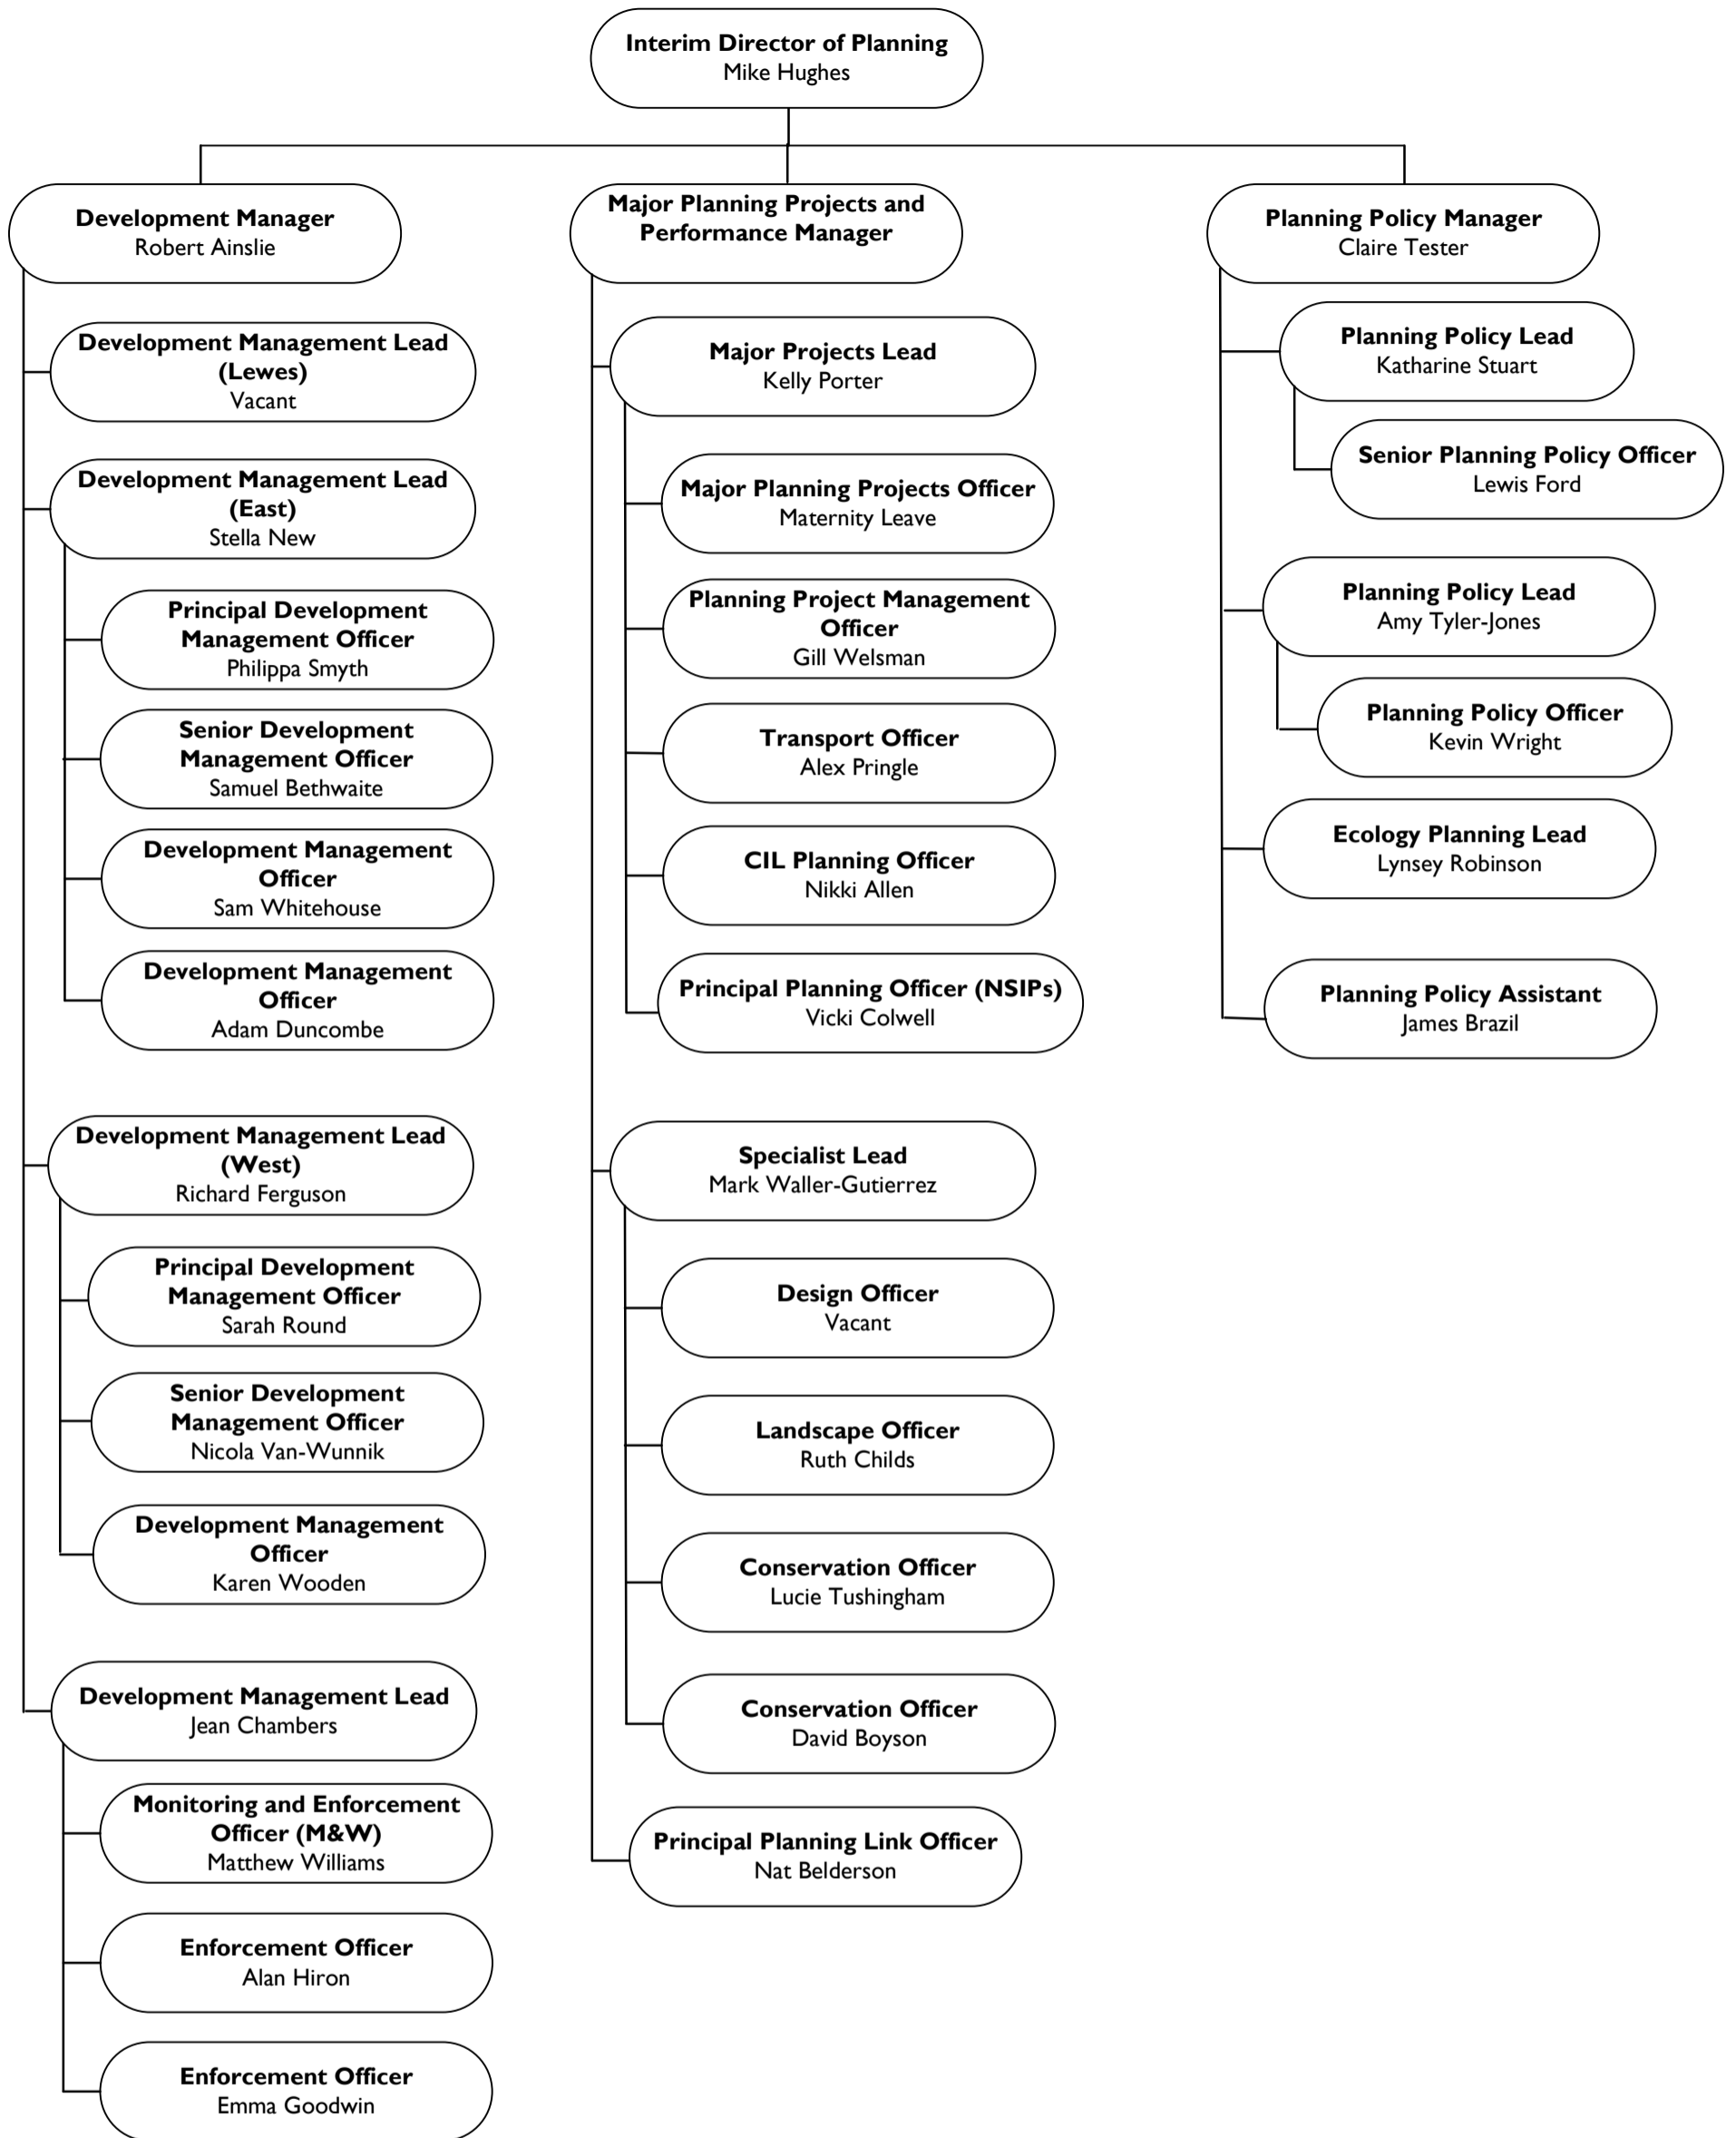 Interim Director of Planning
Mike Hughes
Development Manager
Robert Ainslie
Development Management Lead
(Lewes)
Vacant
Development Management Lead
(East)
Stella New
Principal Development
Management Officer
Philippa Smyth
Senior Development
Management Officer
Samuel Bethwaite
Development Management
Officer
Sam Whitehouse
Development Management
Officer
Adam Duncombe
Development Management Lead
(West)
Richard Ferguson
Principal Development
Management Officer
Sarah Round
Senior Development
Management Officer
Nicola Van-Wunnik
Development Management
Officer
Karen Wooden
Development Management Lead
Jean Chambers
Monitoring and Enforcement
Officer (M&W)
Matthew Williams
Enforcement Officer
Alan Hiron
Enforcement Officer
Emma Goodwin
Major Planning Projects and
Performance Manager
Major Projects Lead
Kelly Porter
Major Planning Projects Officer
Maternity Leave
Planning Project Management
Officer
Gill Welsman
Transport Officer
Alex Pringle
CIL Planning Officer
Nikki Allen
Principal Planning Officer (NSIPs)
Vicki Colwell
Specialist Lead
Mark Waller-Gutierrez
Design Officer
Vacant
Landscape Officer
Ruth Childs
Conservation Officer
Lucie Tushingham
Conservation Officer
David Boyson
Principal Planning Link Officer
Nat Belderson
Planning Policy Manager
Claire Tester
Planning Policy Lead
Katharine Stuart
Senior Planning Policy Officer
Lewis Ford
Planning Policy Lead
Amy Tyler-Jones
Planning Policy Officer
Kevin Wright
Ecology Planning Lead
Lynsey Robinson
Planning Policy Assistant
James Brazil